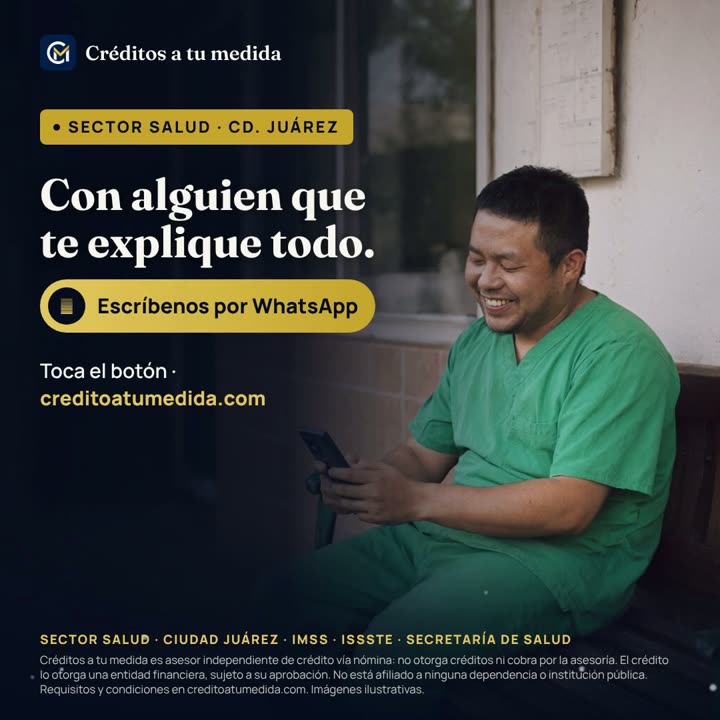 Créditos a tu medida
• SECTOR SALUD · CD. JUÁREZ
Con alguien que
te explique todo.
Escríbenos por WhatsApp
Toca el botón ·
creditoatumedida.com
SECTOR SALUD · CIUDAD JUÁREZ · IMSS · ISSSTE · SECRETARÍA DE SALUD
Créditos a tu medida es asesor independiente de crédito vía nómina: no otorga créditos ni cobra por la asesoría. El crédito
lo otorga una entidad financiera, sujeto a su aprobación. No está afiliado a ninguna dependencia o institución pública.
Requisitos y condiciones en creditoatumedida.com. Imágenes ilustrativas.